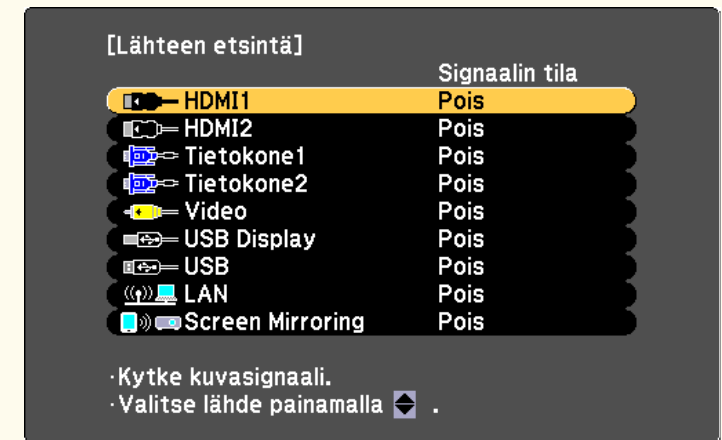 [Lähteen etsintä]
Signaalin tila
HDMI1 Pois
HDMI2 Pois
Tietokone1 Pois
Tietokone2 Pois
Video Pois
USB Display Pois
USB Pois
LAN Pois
Screen Mirroring Pois
·Kytke kuvasignaali.
·Valitse lähde painamalla .